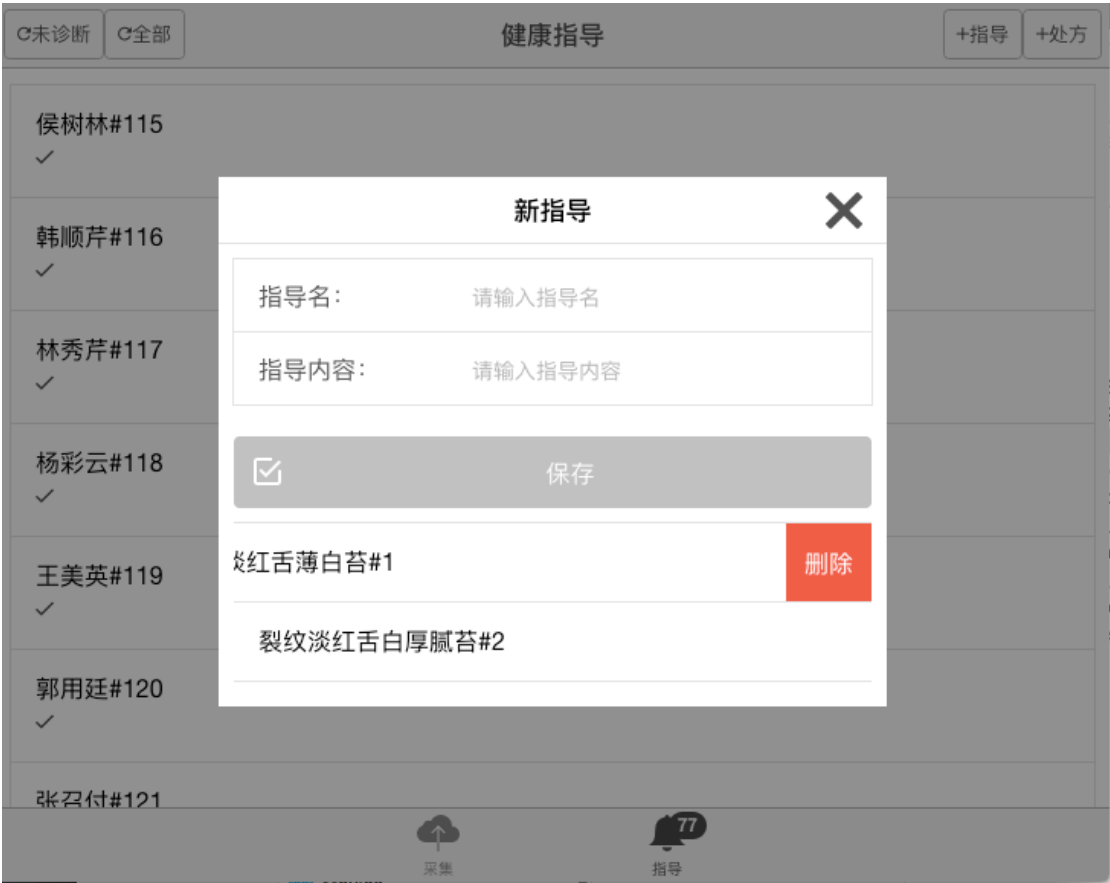 未诊断 全部 健康指导 +指导 +处方
侯树林#115
韩顺芹#116
林秀芹#117
杨彩云#118
王美英#119
郭用廷#120
张召付#121
新指导
指导名: 请输入指导名
指导内容: 请输入指导内容
保存
淡红舌薄白苔#1 删除
裂纹淡红舌白厚腻苔#2
77
采集 指导